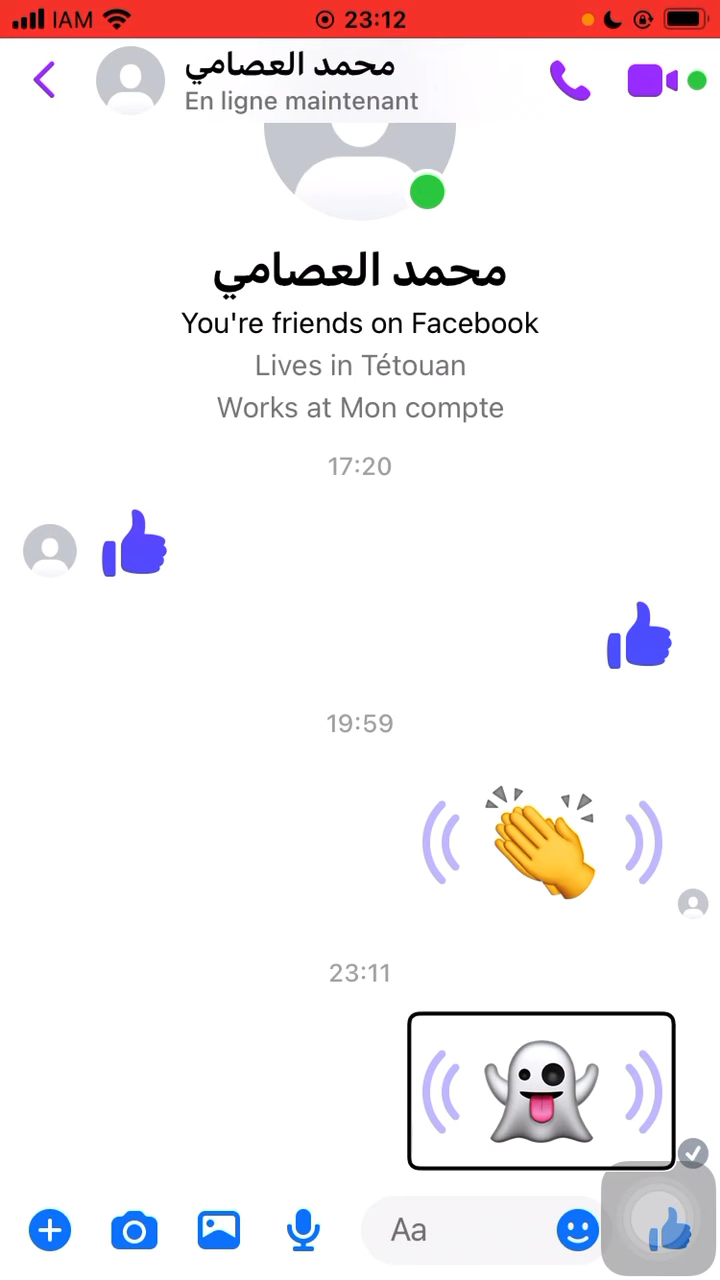 IAM 23:12
محمد العصامي
En ligne maintenant
محمد العصامي
You're friends on Facebook
Lives in Tétouan
Works at Mon compte
17:20
19:59
23:11
Aa